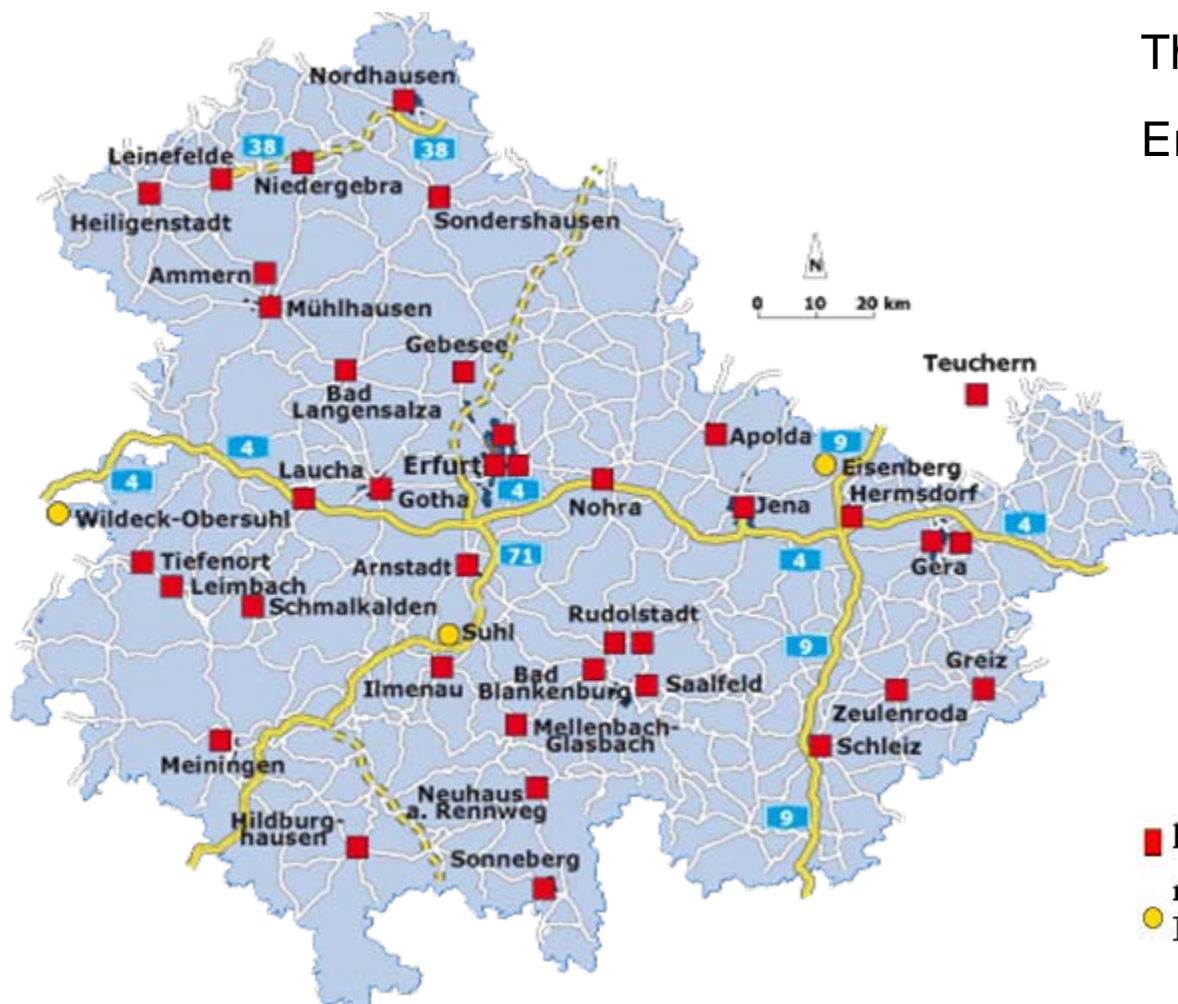 Th
Er
Nordhausen
38
38
Leinefelde
Niedergebra
Heiligenstadt
Sondershausen
N
Ammern
Mühlhausen
0 10 20 km
Gebesee
Teuchern
Bad
Langensalza
Apolda
9
4
Laucha
Erfurt
Eisenberg
4
Gotha
4
Hermsdorf
Nohra
Jena
Wildeck-Obersuhl
4
71
4
Tiefenort
Arnstadt
Gera
Leimbach
Schmalkalden
Rudolstadt
Suhl
9
Greiz
Ilmenau
Bad
Blankenburg
Saalfeld
Zeulenroda
Mellenbach-
Glasbach
Schleiz
Meiningen
Neuhaus
a. Rennweg
9
Hildburg-
hausen
Sonneberg